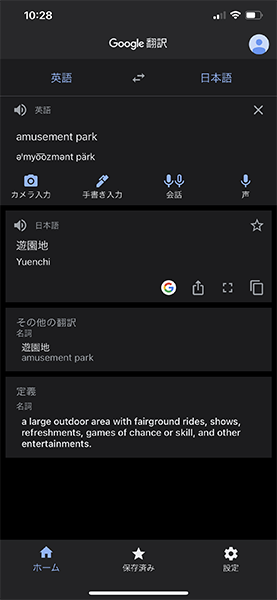 10:28
Google 翻訳
英語 日本語
英語
amusement park
ə'myo͞ozmənt pärk
カメラ入力 手書き入力 会話 声
日本語
遊園地
Yuenchi
その他の翻訳
名詞
遊園地
amusement park
定義
名詞
a large outdoor area with fairground rides, shows,
refreshments, games of chance or skill, and other
entertainments.
ホーム 保存済み 設定